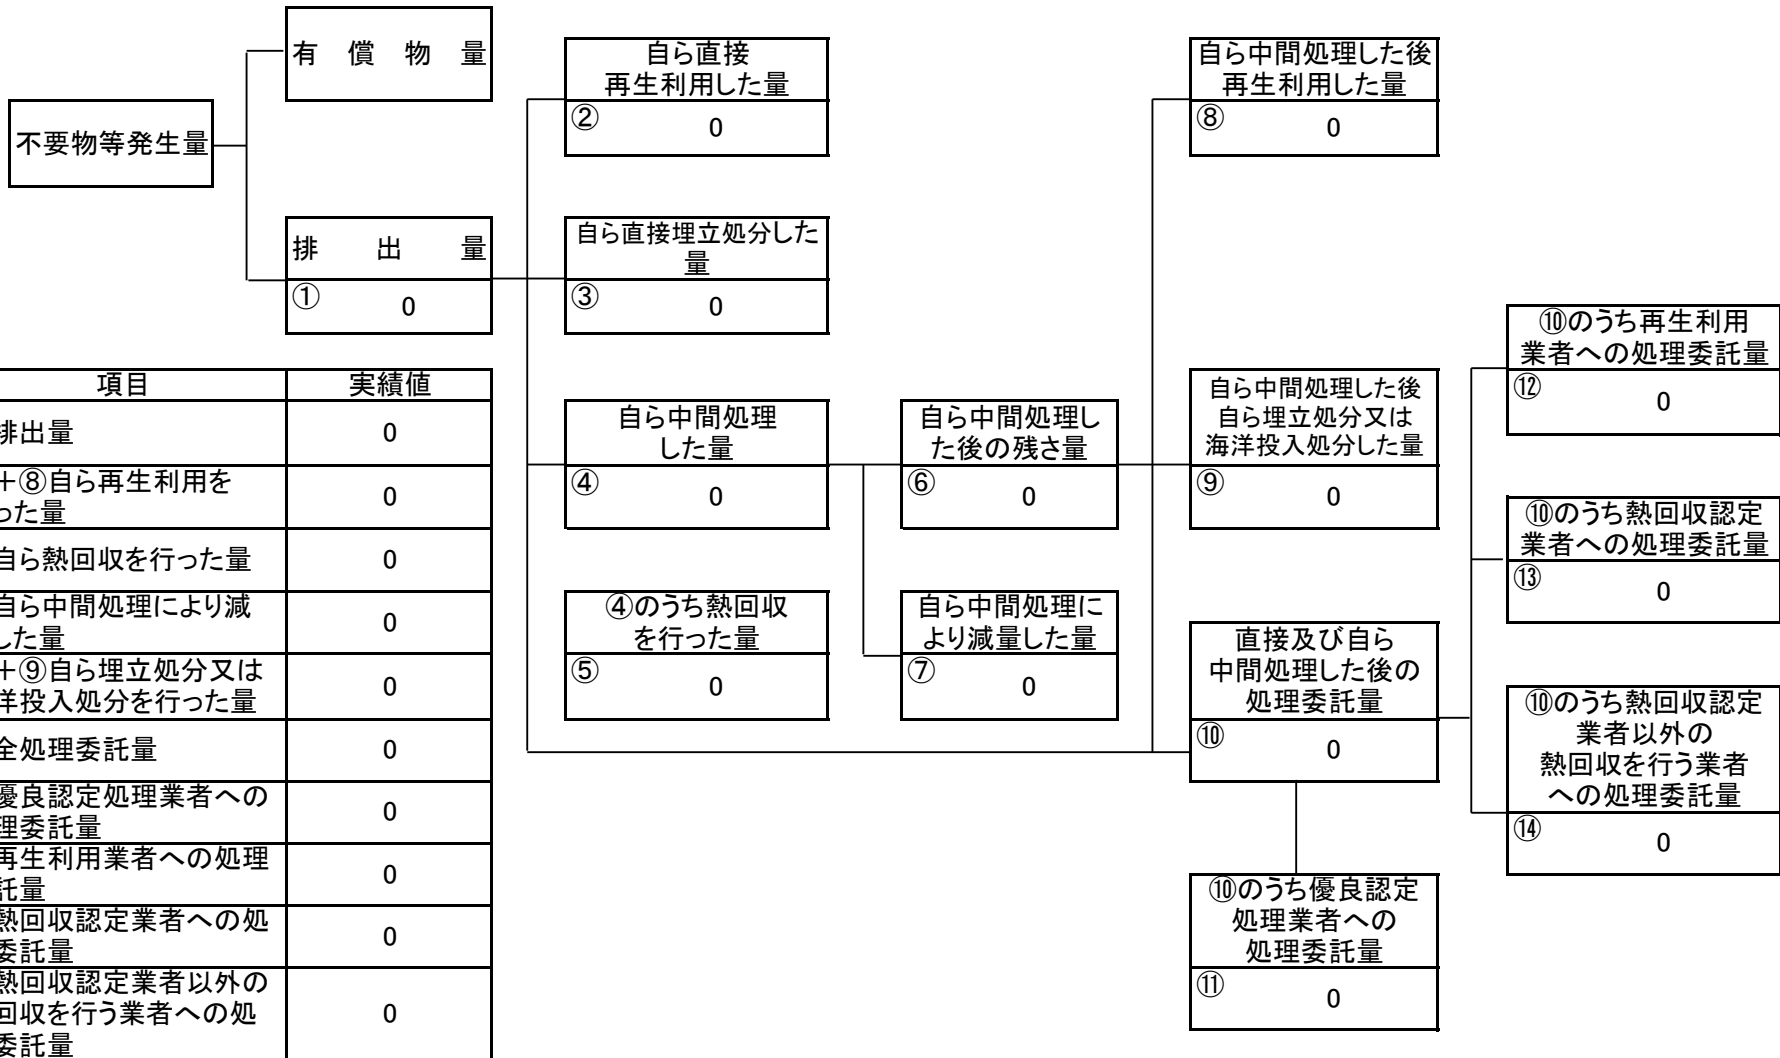 有　償　物　量
不要物等発生量
排　出　量
①
0
自ら直接
再生利用した量
②
0
自ら直接埋立処分した
量
③
0
自ら中間処理
した量
④
0
④のうち熱回収
を行った量
⑤
0
自ら中間処理し
た後の残さ量
⑥
0
自ら中間処理に
より減量した量
⑦
0
自ら中間処理した後
再生利用した量
⑧
0
自ら中間処理した後
自ら埋立処分又は
海洋投入処分した量
⑨
0
直接及び自ら
中間処理した後の
処理委託量
⑩
0
⑩のうち優良認定
処理業者への
処理委託量
⑪
0
⑩のうち再生利用
業者への処理委託量
⑫
0
⑩のうち熱回収認定
業者への処理委託量
⑬
0
⑩のうち熱回収認定
業者以外の
熱回収を行う業者
への処理委託量
⑭
0
項目 実績値
排出量 0
＋⑧自ら再生利用を
った量
0
自ら熱回収を行った量 0
自ら中間処理により減
した量
0
＋⑨自ら埋立処分又は
洋投入処分を行った量
0
全処理委託量 0
優良認定処理業者への
理委託量
0
再生利用業者への処理
託量
0
熱回収認定業者への処
委託量
0
熱回収認定業者以外の
回収を行う業者への処
委託量
0